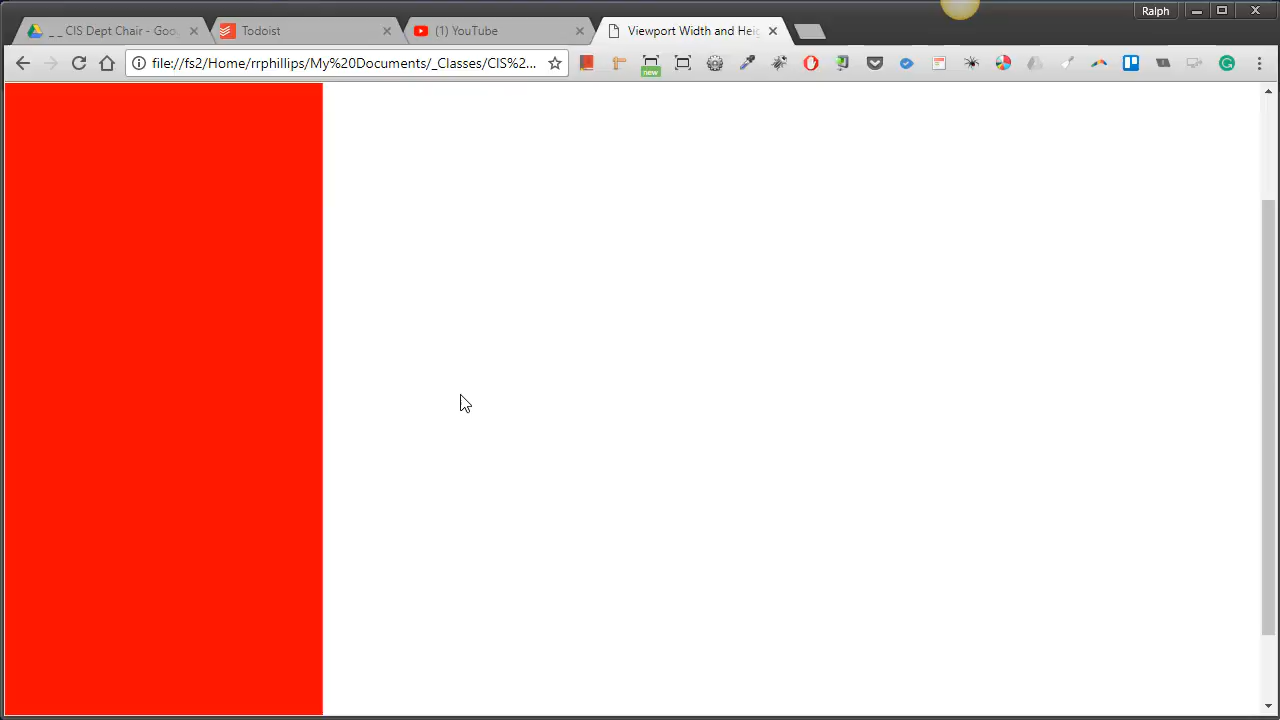 Ralph
_ _ CIS Dept Chair - Goo
Todoist
(1) YouTube
Viewport Width and Hei
file://fs2/Home/rrphillips/My%20Documents/_Classes/CIS%2...
new